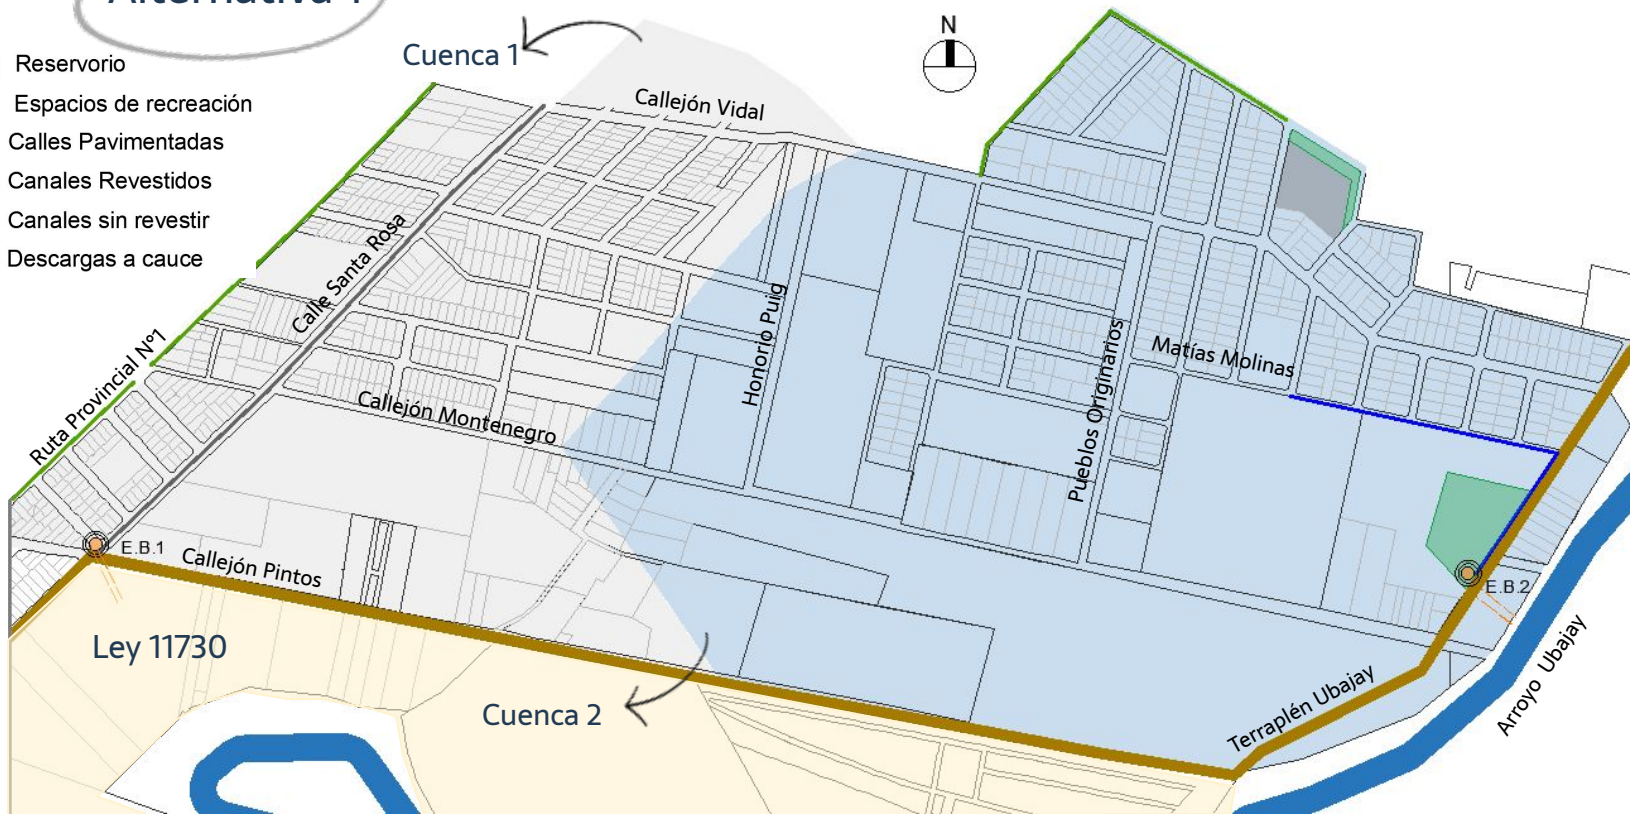 Alternativa 1
Cuenca 1
N
Reservorio
Espacios de recreación
Calles Pavimentadas
Canales Revestidos
Canales sin revestir
Descargas a cauce
Callejón Vidal
Calle Santa Rosa
Ruta Provincial N°1
Honorio Puig
Pueblos Originarios
Matías Molinas
Callejón Montenegro
E.B.1
Callejón Pintos
E.B.2
Ley 11730
Cuenca 2
Terraplén Ubajay
Arroyo Ubajay